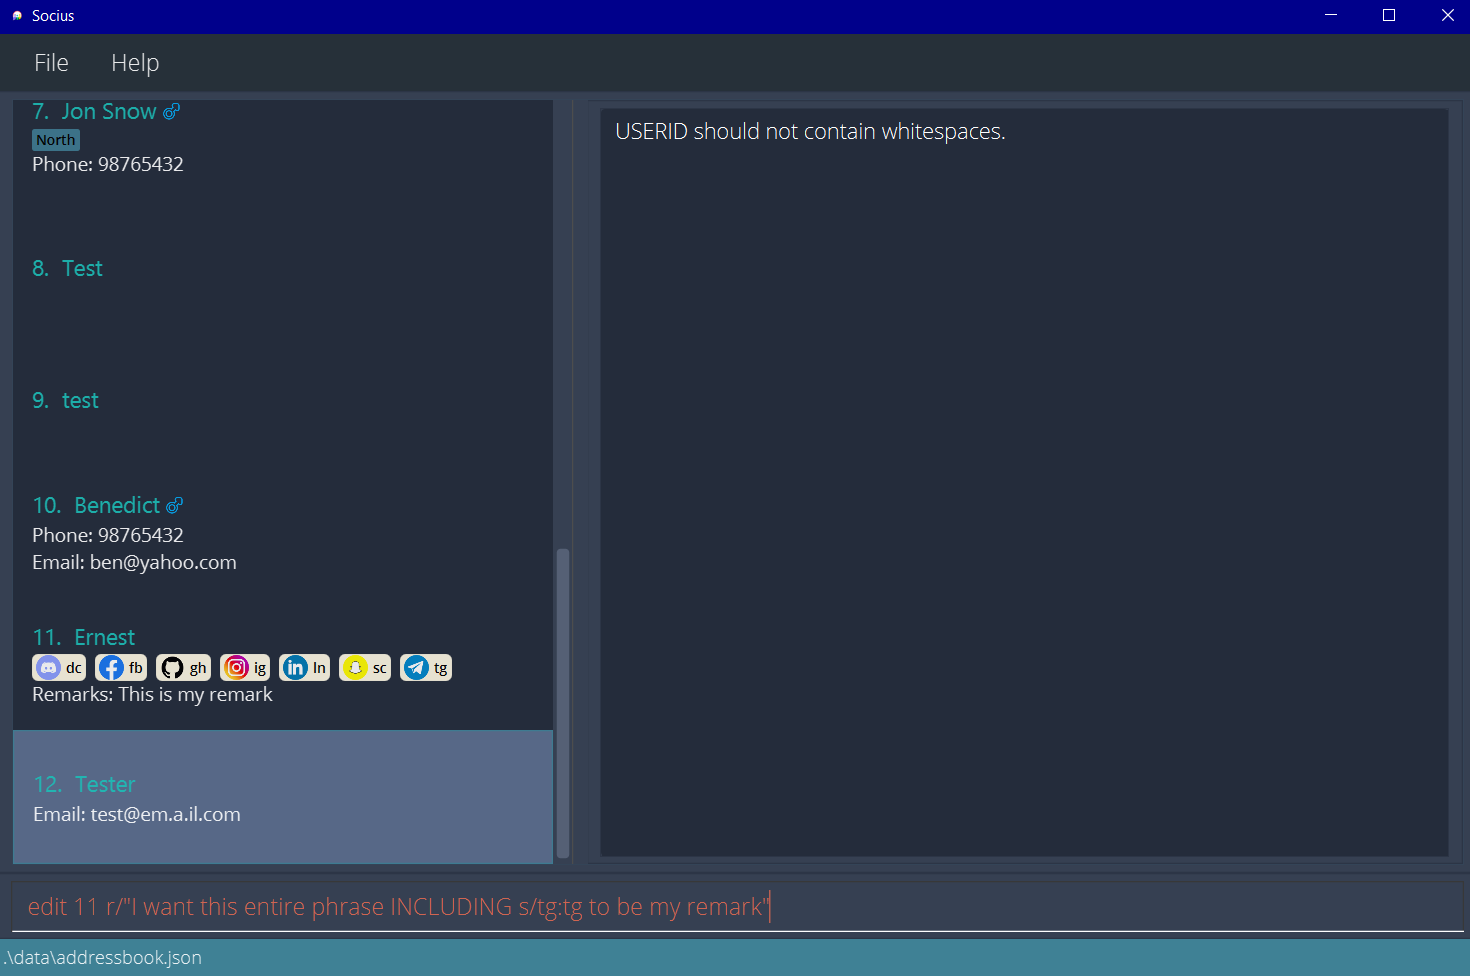 Socius
File Help
7. Jon Snow
North
Phone: 98765432
8. Test
9. test
10. Benedict
Phone: 98765432
Email: ben@yahoo.com
11. Ernest
dc fb gh ig ln sc tg
Remarks: This is my remark
12. Tester
Email: test@em.a.il.com
USERID should not contain whitespaces.
edit 11 r/"I want this entire phrase INCLUDING s/tg:tg to be my remark"
.\data\addressbook.json